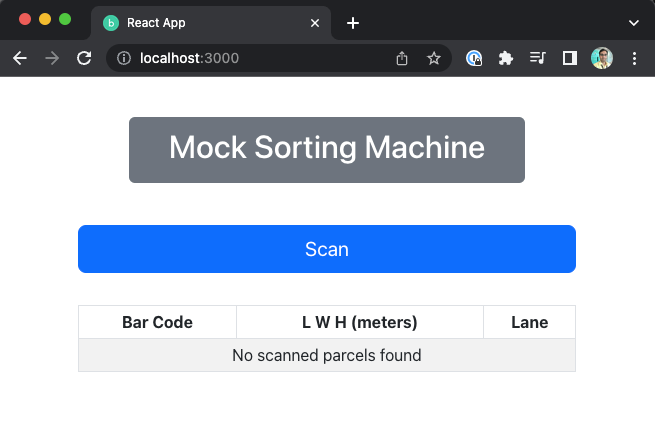 React App
localhost:3000
Mock Sorting Machine
Scan
Bar Code L W H (meters) Lane
No scanned parcels found